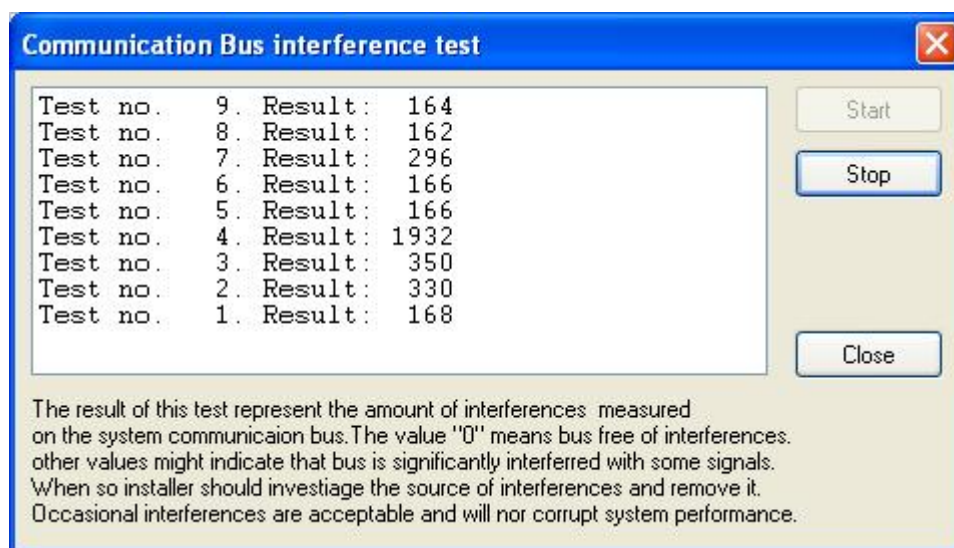 Communication Bus interference test
Test no. 9. Result: 164
Test no. 8. Result: 162
Test no. 7. Result: 296
Test no. 6. Result: 166
Test no. 5. Result: 166
Test no. 4. Result: 1932
Test no. 3. Result: 350
Test no. 2. Result: 330
Test no. 1. Result: 168
Start
Stop
Close
The result of this test represent the amount of interferences measured
on the system communicaion bus.The value "0" means bus free of interferences.
other values might indicate that bus is significantly interferred with some signals.
When so installer should investiage the source of interferences and remove it.
Occasional interferences are acceptable and will nor corrupt system performance.